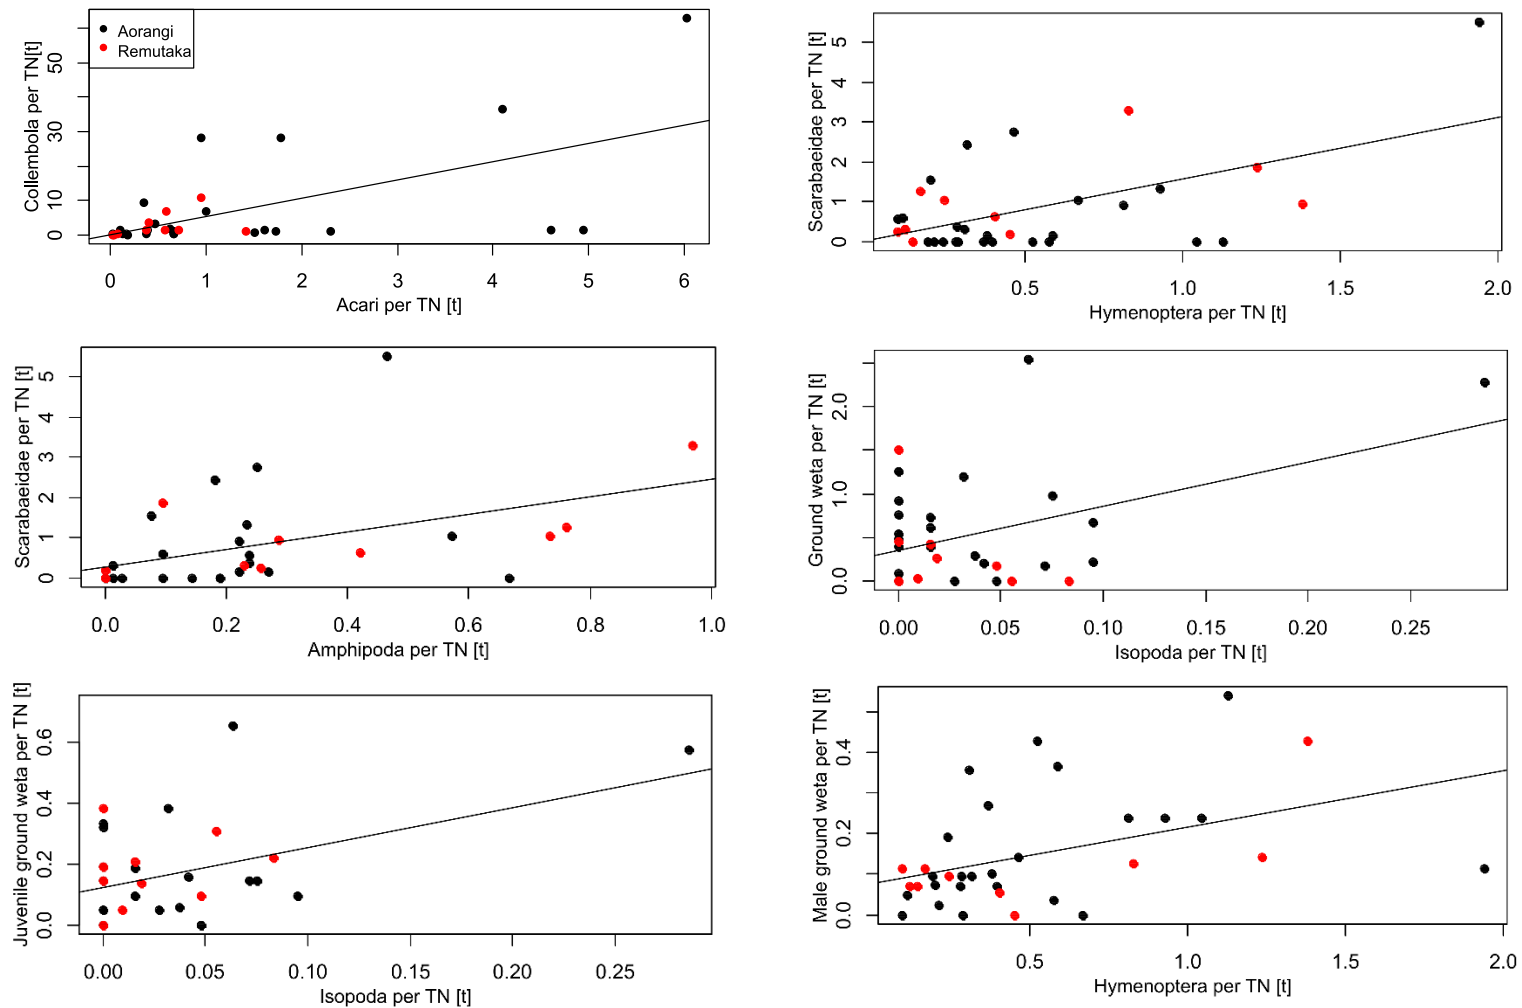 Aorangi
Remutaka
Collembola per TN[t]
0 10 30 50
0 1 2 3 4 5 6
Acari per TN [t]
Scarabaeidae per TN [t]
0 1 2 3 4 5
0.5 1.0 1.5 2.0
Hymenoptera per TN [t]
Scarabaeidae per TN [t]
0 1 2 3 4 5
0.0 0.2 0.4 0.6 0.8 1.0
Amphipoda per TN [t]
Ground weta per TN [t]
0.0 1.0 2.0
0.00 0.05 0.10 0.15 0.20 0.25
Isopoda per TN [t]
Juvenile ground weta per TN [t]
0.0 0.2 0.4 0.6
0.00 0.05 0.10 0.15 0.20 0.25
Isopoda per TN [t]
Male ground weta per TN [t]
0.0 0.2 0.4
0.5 1.0 1.5 2.0
Hymenoptera per TN [t]